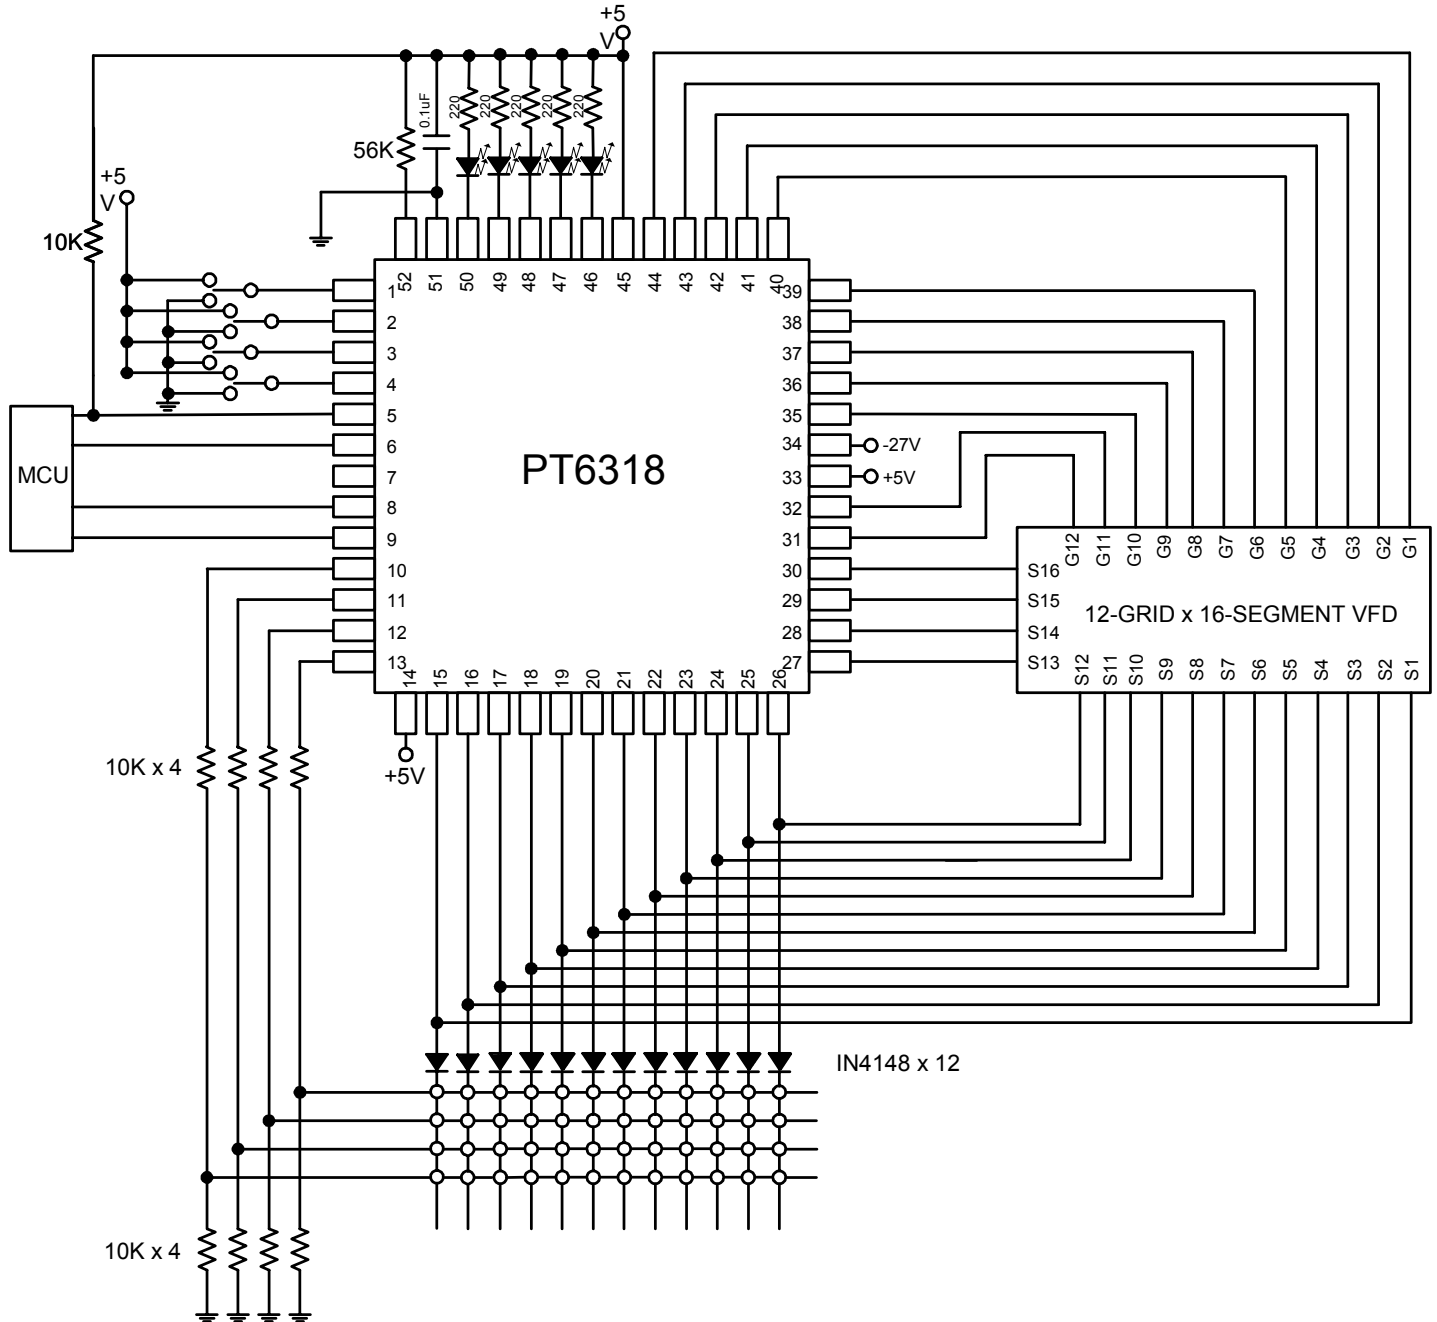 +5
V
0.1uF
220
220
220
220
220
56K
+5
V
10K
52
51
50
49
48
47
46
45
44
43
42
41
40
1
2
3
4
5
6
7
8
9
10
11
12
13
39
38
37
36
35
34
33
32
31
30
29
28
27
-27V
+5V
MCU
PT6318
G12
G11
G10
G9
G8
G7
G6
G5
G4
G3
G2
G1
S16
S15
S14
S13
12-GRID x 16-SEGMENT VFD
S12
S11
S10
S9
S8
S7
S6
S5
S4
S3
S2
S1
14
15
16
17
18
19
20
21
22
23
24
25
26
+5V
10K x 4
IN4148 x 12
10K x 4